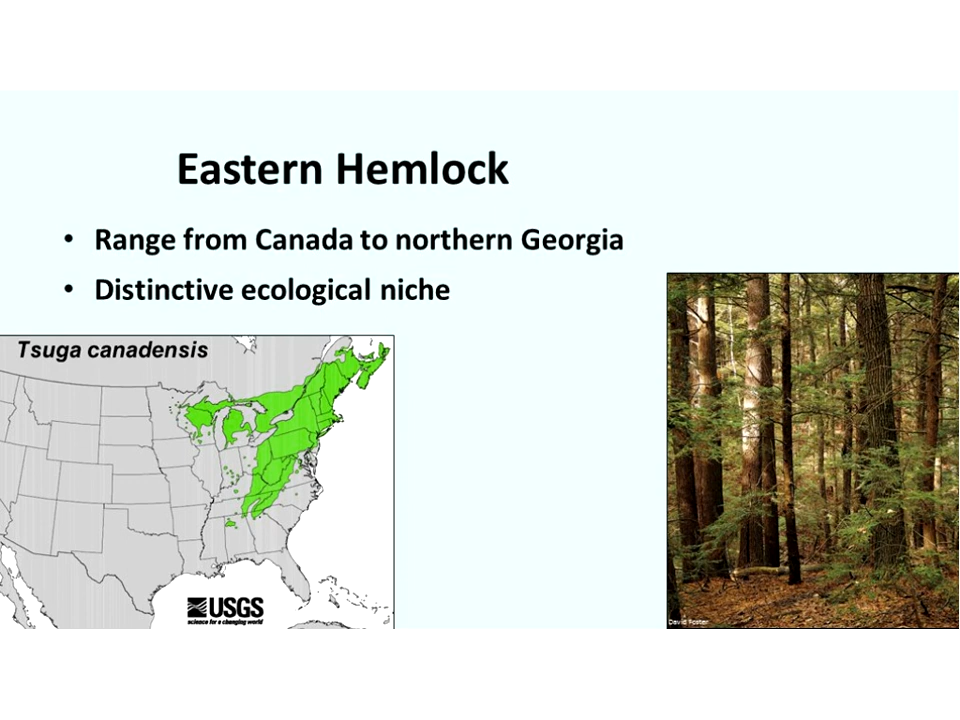 Eastern Hemlock
• Range from Canada to northern Georgia
• Distinctive ecological niche
Tsuga canadensis
USGS
science for a changing world
David Foster